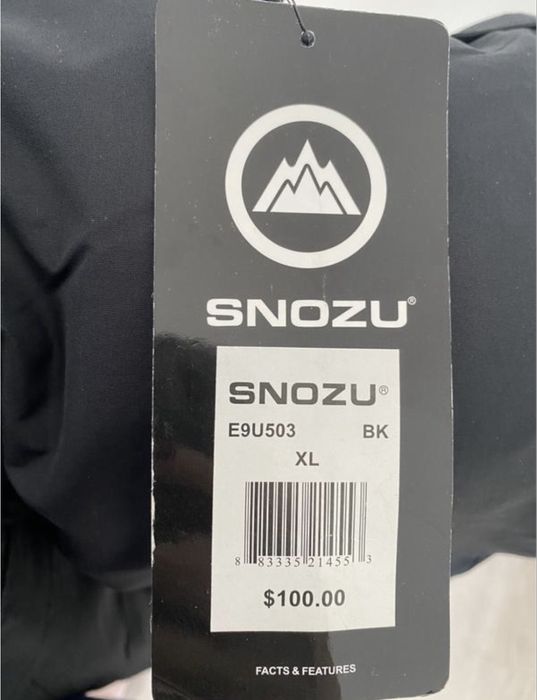 SNOZU®
SNOZU®
E9U503 BK
XL
8 83335 21455 3
$100.00
FACTS & FEATURES